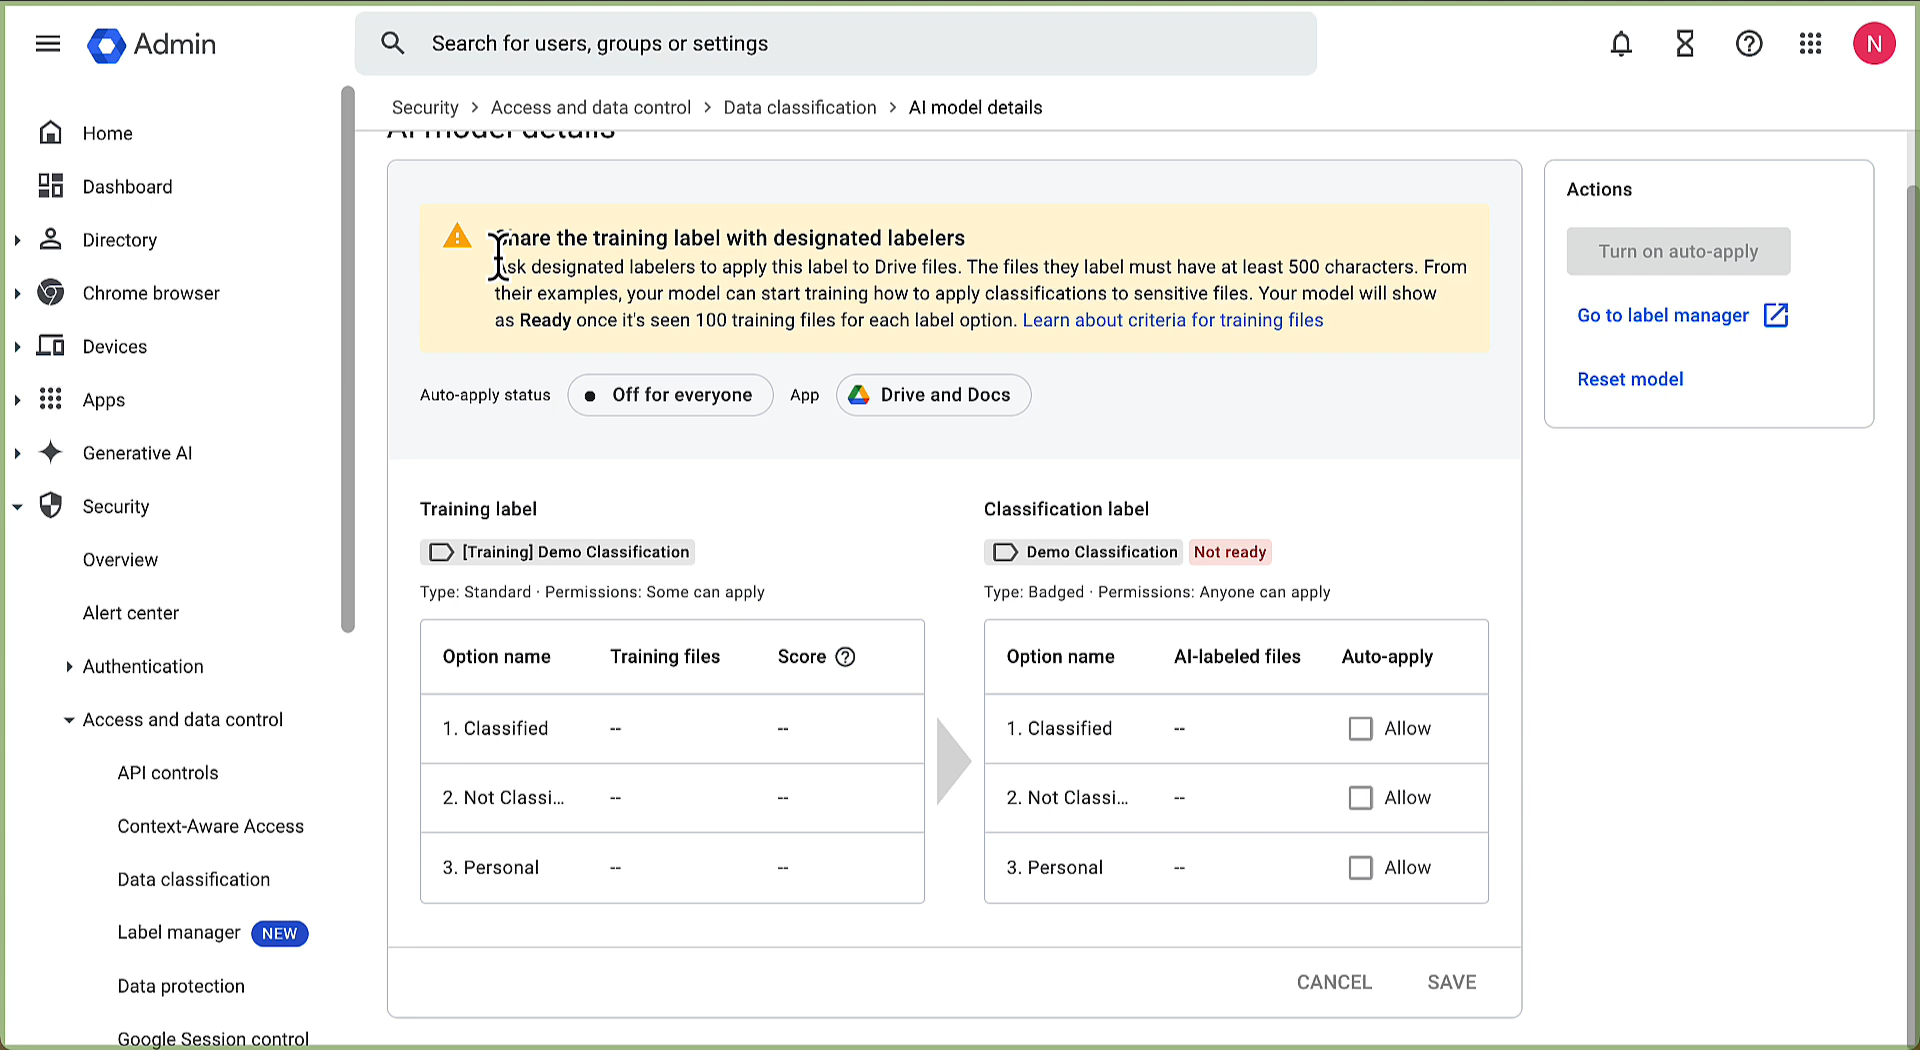 Admin
Search for users, groups or settings
N
Home
Dashboard
Directory
Chrome browser
Devices
Apps
Generative AI
Security
Overview
Alert center
Authentication
Access and data control
API controls
Context-Aware Access
Data classification
Label manager NEW
Data protection
Google Session control
Security > Access and data control > Data classification > AI model details
AI model details
Share the training label with designated labelers
Ask designated labelers to apply this label to Drive files. The files they label must have at least 500 characters. From
their examples, your model can start training how to apply classifications to sensitive files. Your model will show
as Ready once it's seen 100 training files for each label option. Learn about criteria for training files
Auto-apply status Off for everyone App Drive and Docs
Training label
[Training] Demo Classification
Type: Standard · Permissions: Some can apply
Option name Training files Score
1. Classified -- --
2. Not Classi... -- --
3. Personal -- --
Classification label
Demo Classification Not ready
Type: Badged · Permissions: Anyone can apply
Option name AI-labeled files Auto-apply
1. Classified -- Allow
2. Not Classi... -- Allow
3. Personal -- Allow
CANCEL SAVE
Actions
Turn on auto-apply
Go to label manager
Reset model